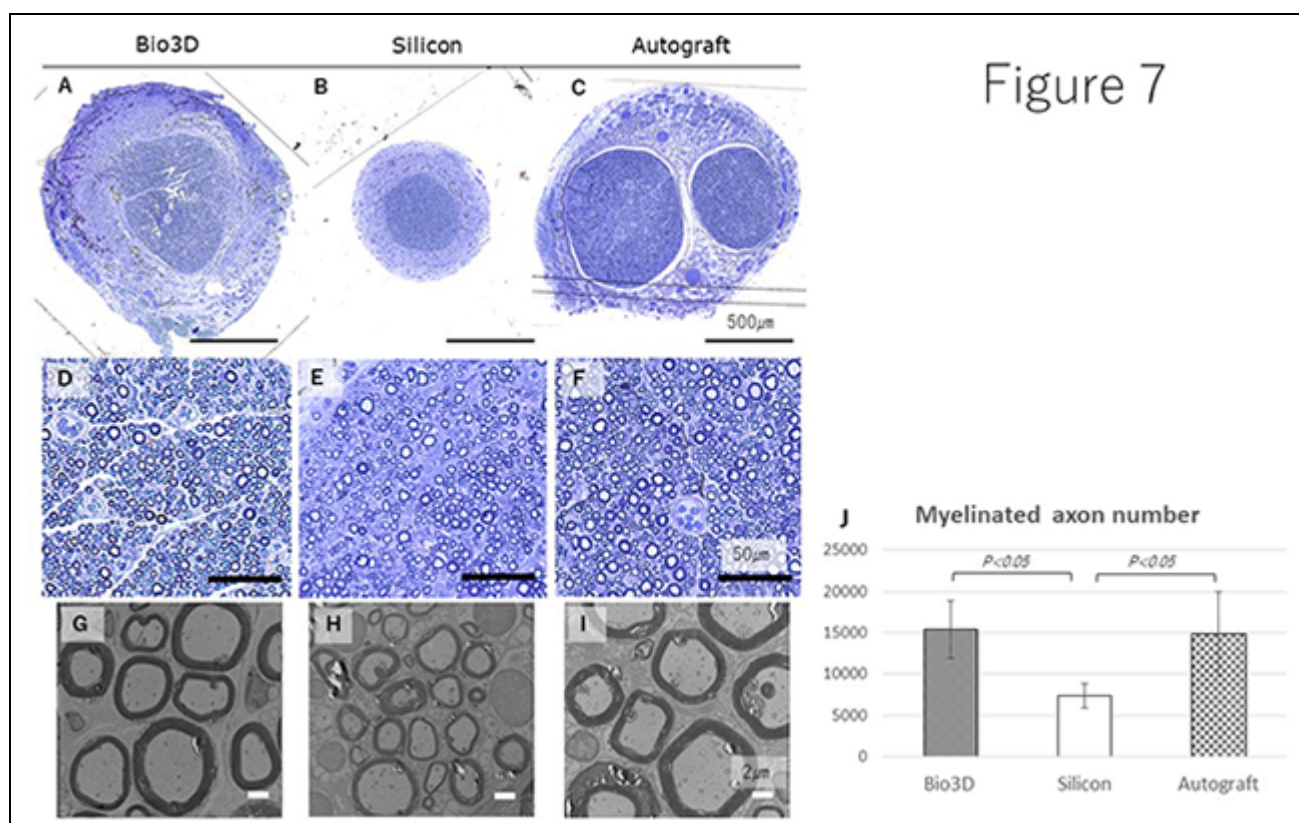 Bio3D Silicon Autograft
Figure 7
A B C
500μm
D E F
50μm
G H I
2μm
J Myelinated axon number
25000
P<0.05 P<0.05
20000
15000
10000
5000
0
Bio3D Silicon Autograft